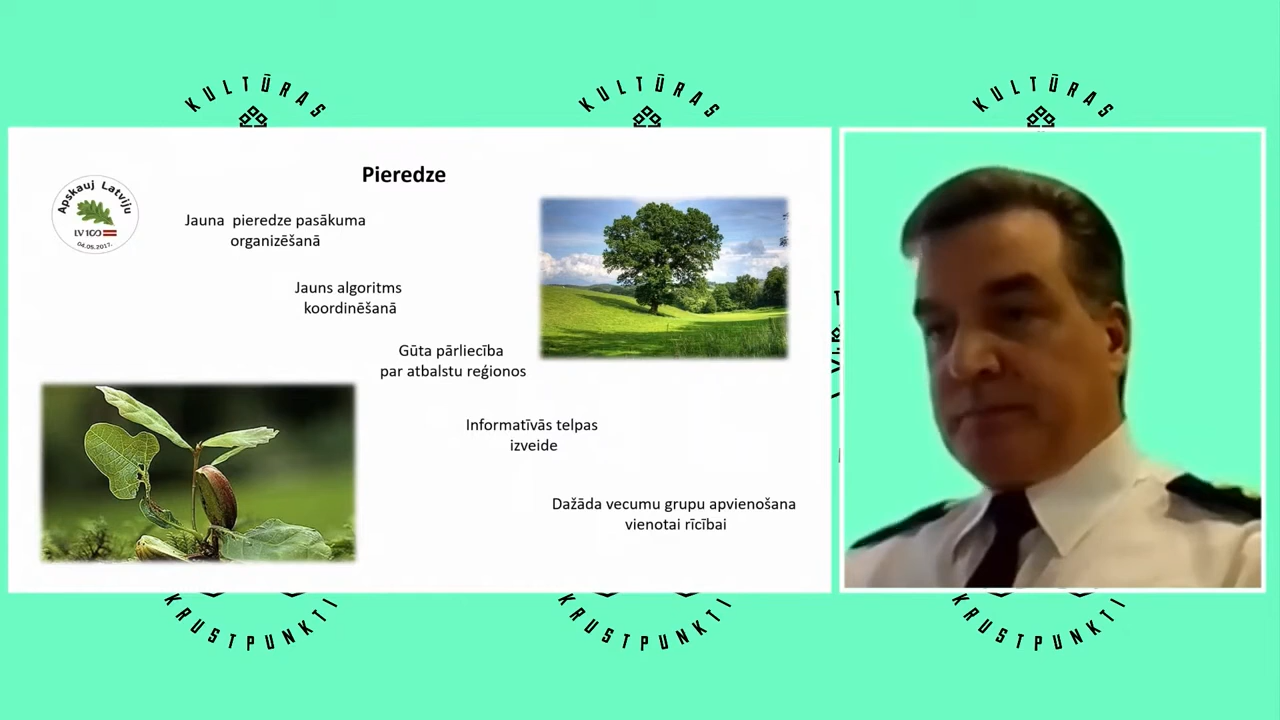 KULTŪRAS
KULTŪRAS
KULTŪRAS
Pieredze
Apskauj Latviju
LV 100
04.05.2017.
Jauna pieredze pasākuma
organizēšanā
Jauns algoritms
koordinēšanā
Gūta pārliecība
par atbalstu reģionos
Informatīvās telpas
izveide
Dažāda vecumu grupu apvienošana
vienotai rīcībai
KRUSTPUNKTI
KRUSTPUNKTI
KRUSTPUNKTI